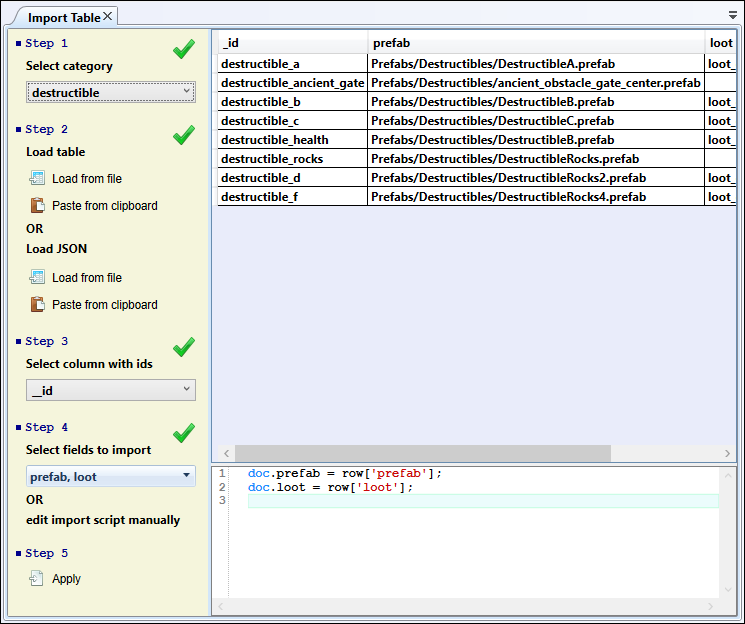 Import Table
Step 1
Select category
destructible
Step 2
Load table
Load from file
Paste from clipboard
OR
Load JSON
Load from file
Paste from clipboard
Step 3
Select column with ids
__id
Step 4
Select fields to import
prefab, loot
OR
edit import script manually
Step 5
Apply
_id prefab loot
destructible_a Prefabs/Destructibles/DestructibleA.prefab loot_
destructible_ancient_gate Prefabs/Destructibles/ancient_obstacle_gate_center.prefab
destructible_b Prefabs/Destructibles/DestructibleB.prefab loot_
destructible_c Prefabs/Destructibles/DestructibleC.prefab loot_
destructible_health Prefabs/Destructibles/DestructibleB.prefab loot_
destructible_rocks Prefabs/Destructibles/DestructibleRocks.prefab
destructible_d Prefabs/Destructibles/DestructibleRocks2.prefab loot_
destructible_f Prefabs/Destructibles/DestructibleRocks4.prefab loot_
1 doc.prefab = row['prefab'];
2 doc.loot = row['loot'];
3